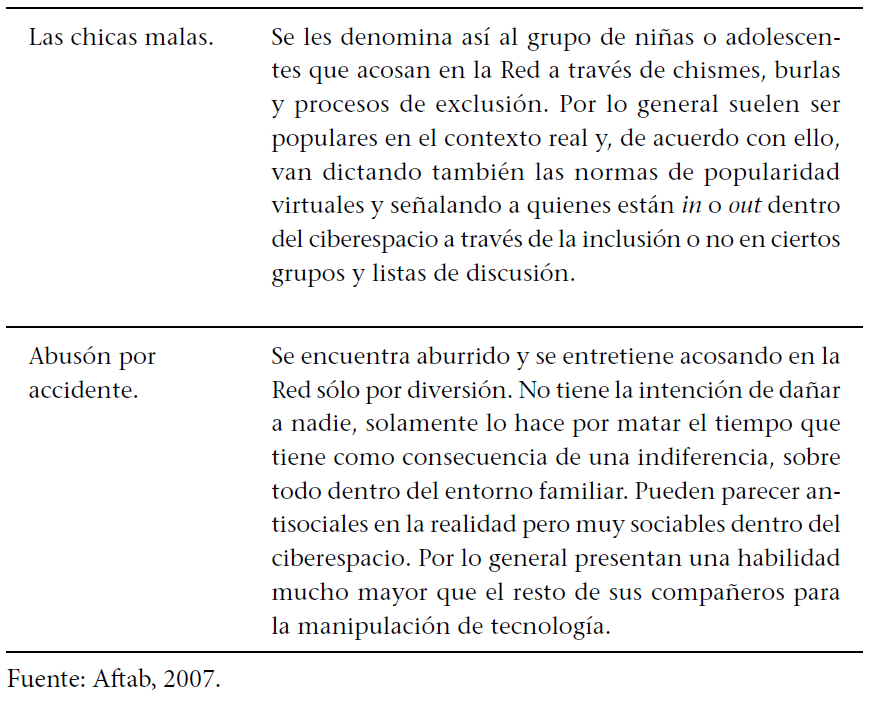 Las chicas malas.
Se les denomina así al grupo de niñas o adolescen-
tes que acosan en la Red a través de chismes, burlas
y procesos de exclusión. Por lo general suelen ser
populares en el contexto real y, de acuerdo con ello,
van dictando también las normas de popularidad
virtuales y señalando a quienes están in o out dentro
del ciberespacio a través de la inclusión o no en ciertos
grupos y listas de discusión.
Abusón por
accidente.
Se encuentra aburrido y se entretiene acosando en la
Red sólo por diversión. No tiene la intención de dañar
a nadie, solamente lo hace por matar el tiempo que
tiene como consecuencia de una indiferencia, sobre
todo dentro del entorno familiar. Pueden parecer an-
tisociales en la realidad pero muy sociables dentro del
ciberespacio. Por lo general presentan una habilidad
mucho mayor que el resto de sus compañeros para
la manipulación de tecnología.
Fuente: Aftab, 2007.